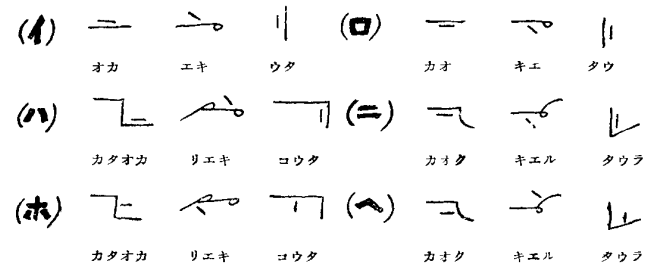 (イ) オカ エキ ウタ (ロ) カオ キエ タウ
(ハ) カタオカ リエキ コウタ (ニ) カオク キエル タウラ
(ホ) カタオカ リエキ コウタ (ヘ) カオク キエル タウラ